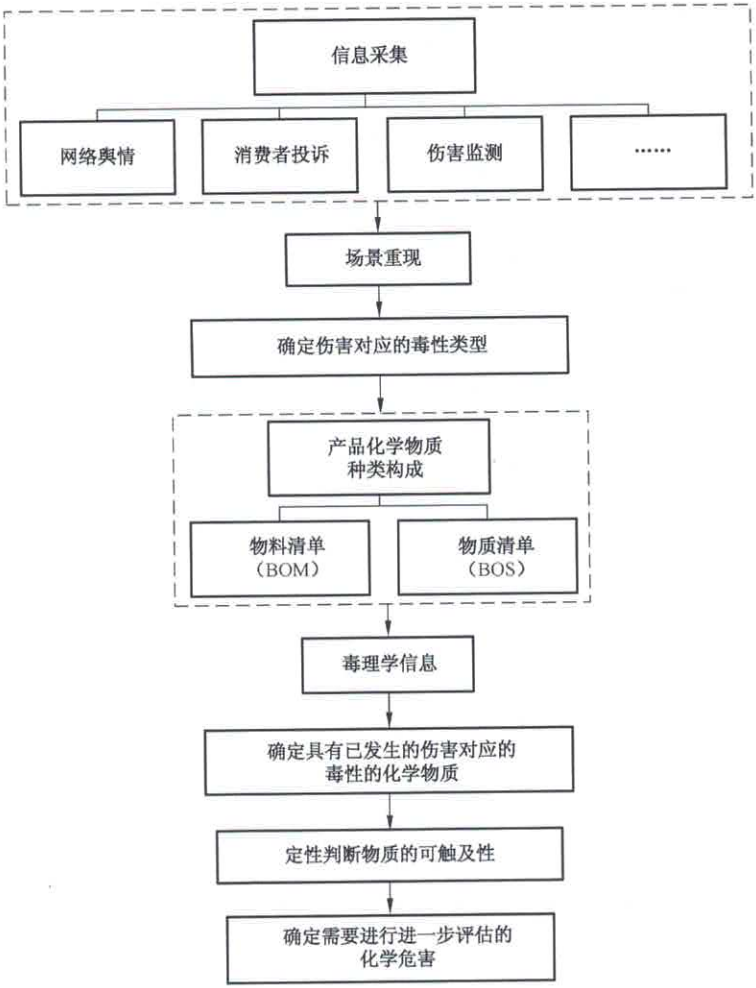 信息采集
网络舆情
消费者投诉
伤害监测
······
场景重现
确定伤害对应的毒性类型
产品化学物质
种类构成
物料清单
（BOM）
物质清单
（BOS）
毒理学信息
确定具有已发生的伤害对应的
毒性的化学物质
定性判断物质的可触及性
确定需要进行进一步评估的
化学危害